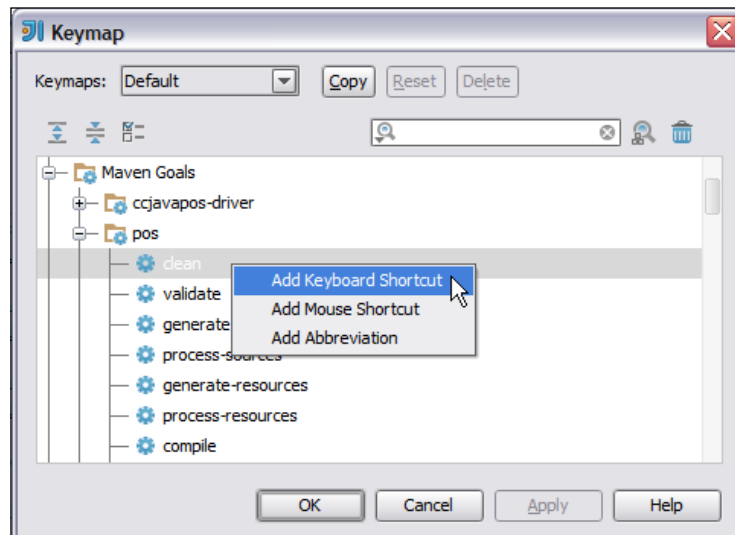 Keymap
Keymaps: Default Copy Reset Delete
Maven Goals
ccjavapos-driver
pos
clean
Add Keyboard Shortcut
validate
Add Mouse Shortcut
generate
Add Abbreviation
process-sources
generate-resources
process-resources
compile
OK Cancel Apply Help